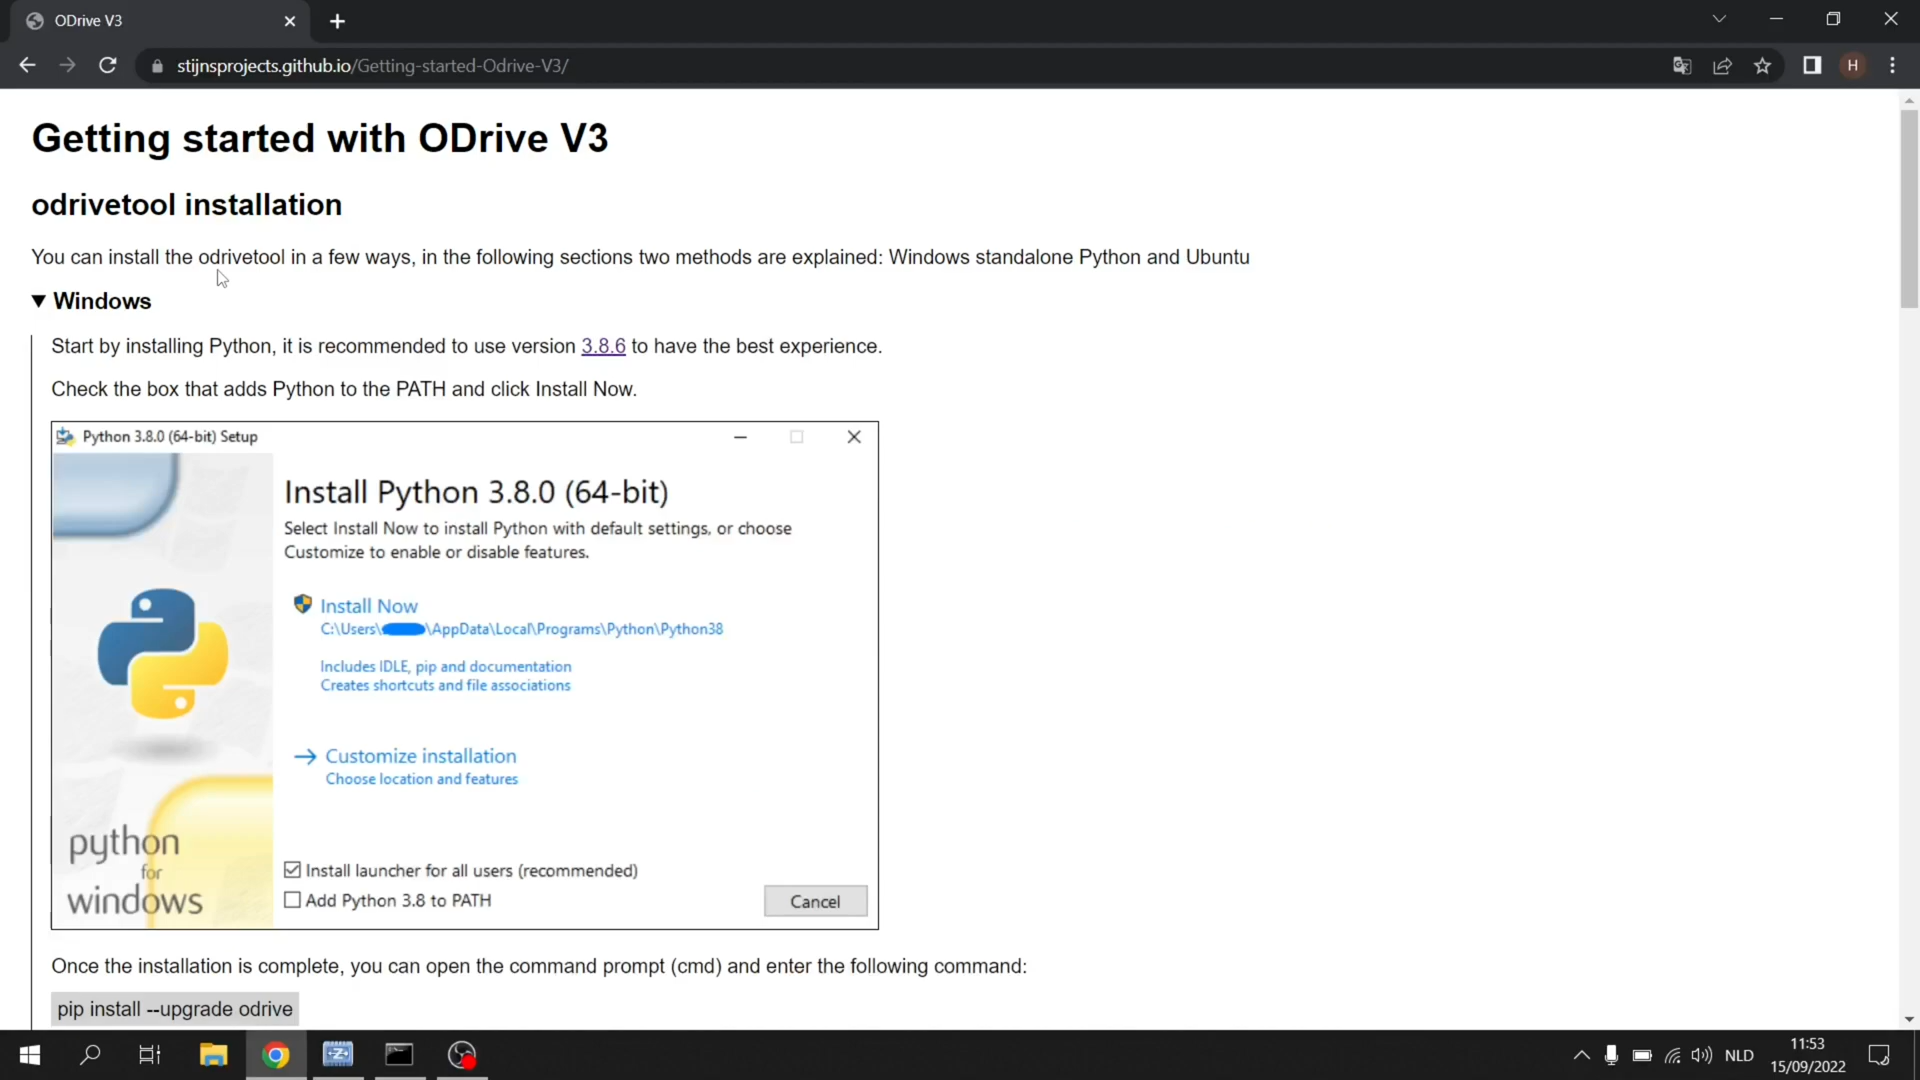 ODrive V3
stijnsprojects.github.io/Getting-started-Odrive-V3/
H
Getting started with ODrive V3
odrivetool installation
You can install the odrivetool in a few ways, in the following sections two methods are explained: Windows standalone Python and Ubuntu
Windows
Start by installing Python, it is recommended to use version 3.8.6 to have the best experience.
Check the box that adds Python to the PATH and click Install Now.
Python 3.8.0 (64-bit) Setup
Install Python 3.8.0 (64-bit)
Select Install Now to install Python with default settings, or choose
Customize to enable or disable features.
Install Now
C:\Users\ \AppData\Local\Programs\Python\Python38
Includes IDLE, pip and documentation
Creates shortcuts and file associations
Customize installation
Choose location and features
python
for
windows
Install launcher for all users (recommended)
Add Python 3.8 to PATH
Cancel
Once the installation is complete, you can open the command prompt (cmd) and enter the following command:
pip install --upgrade odrive
NLD
11:53
15/09/2022